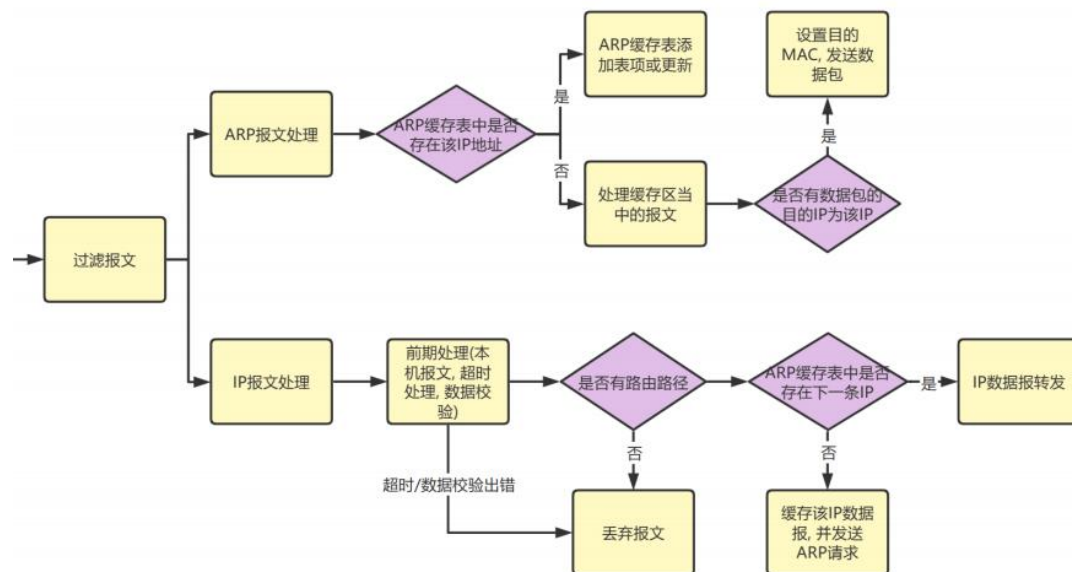 ARP缓存表添
加表项或更新
设置目的
MAC, 发送数
据包
是
是
ARP报文处理
ARP缓存表中是否
存在该IP地址
否
处理缓存区当
中的报文
是否有数据包的
目的IP为该IP
过滤报文
IP报文处理
前期处理(本
机报文, 超时
处理, 数据校
验)
是否有路由路径
ARP缓存表中是否
存在下一条IP
是
IP数据报转发
否
否
超时/数据校验出错
丢弃报文
缓存该IP数据
报, 并发送
ARP请求